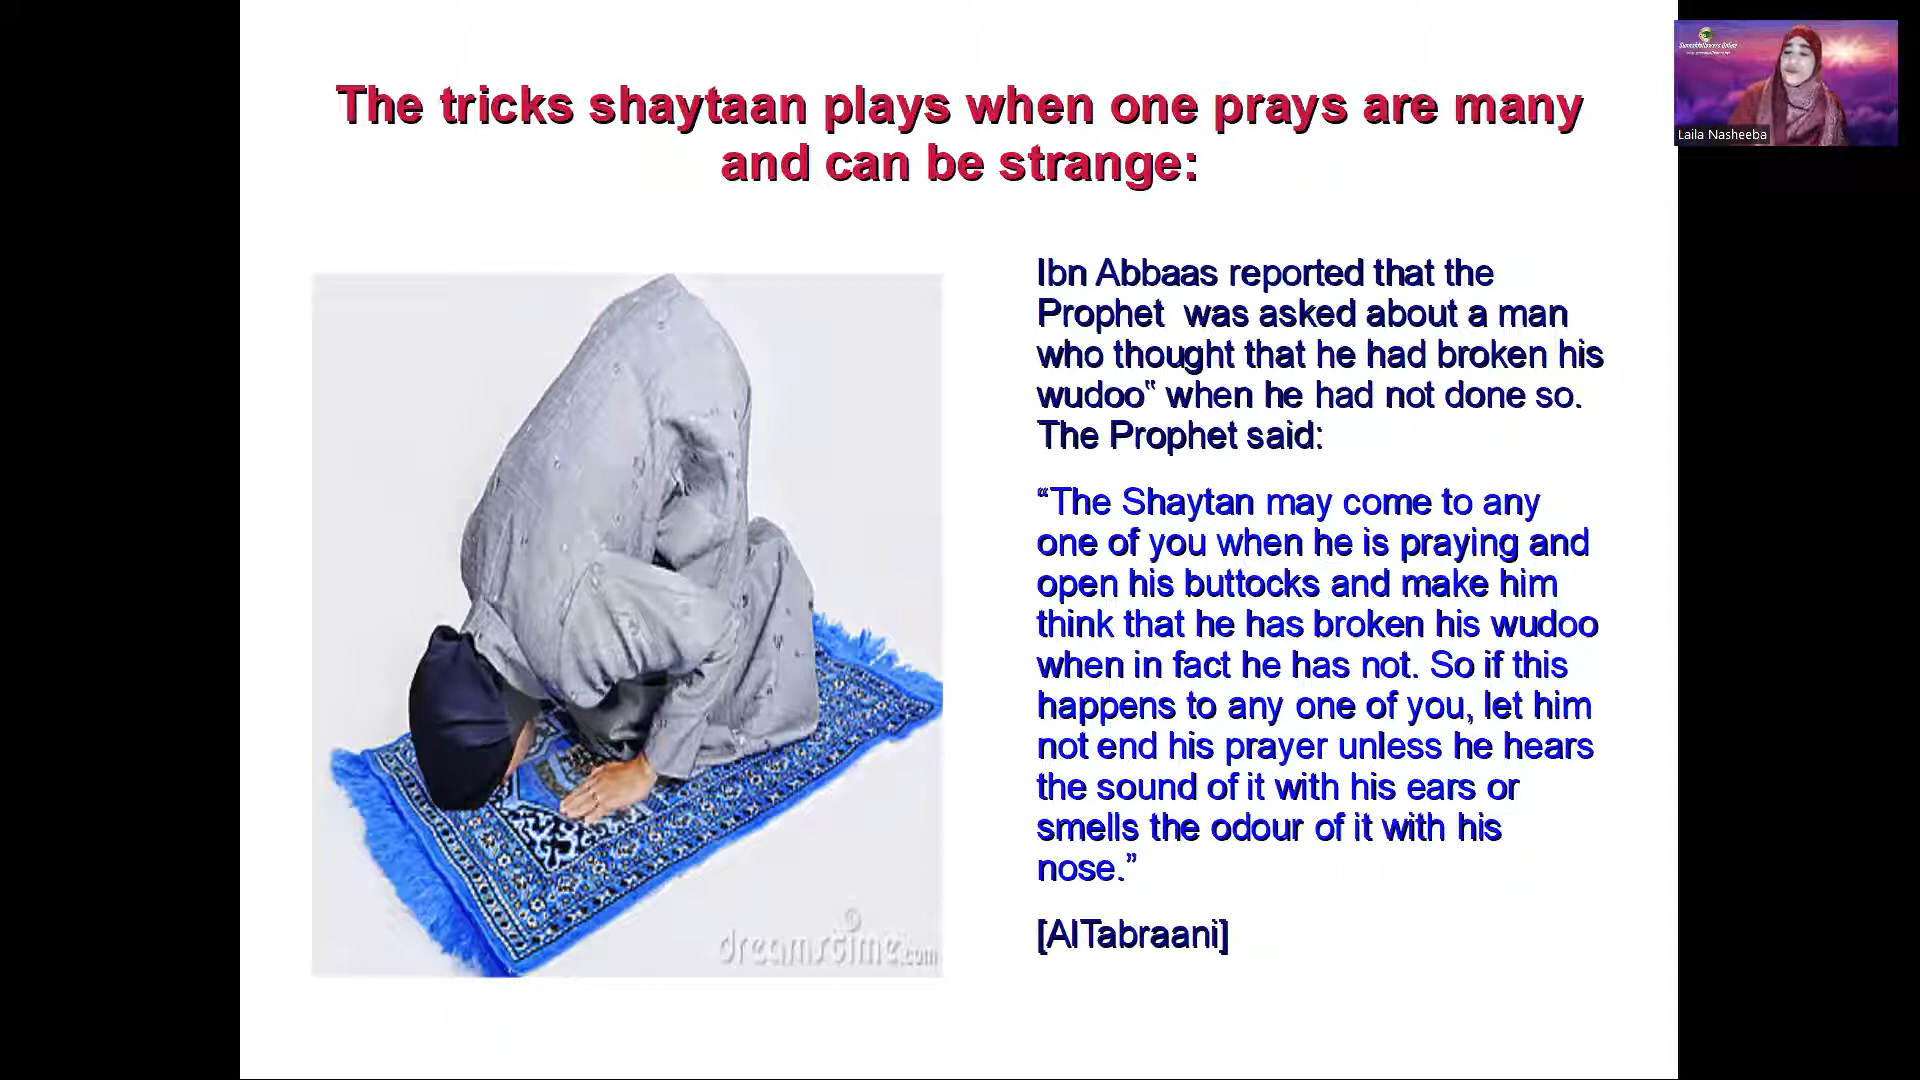 The tricks shaytaan plays when one prays are many
and can be strange:
Ibn Abbaas reported that the
Prophet  was asked about a man
who thought that he had broken his
wudoo‟ when he had not done so.
The Prophet said:
“The Shaytan may come to any
one of you when he is praying and
open his buttocks and make him
think that he has broken his wudoo
when in fact he has not. So if this
happens to any one of you, let him
not end his prayer unless he hears
the sound of it with his ears or
smells the odour of it with his
nose.”
[AlTabraani]
dreamstime.com
Sunnahfollowers Online
Laila Nasheeba